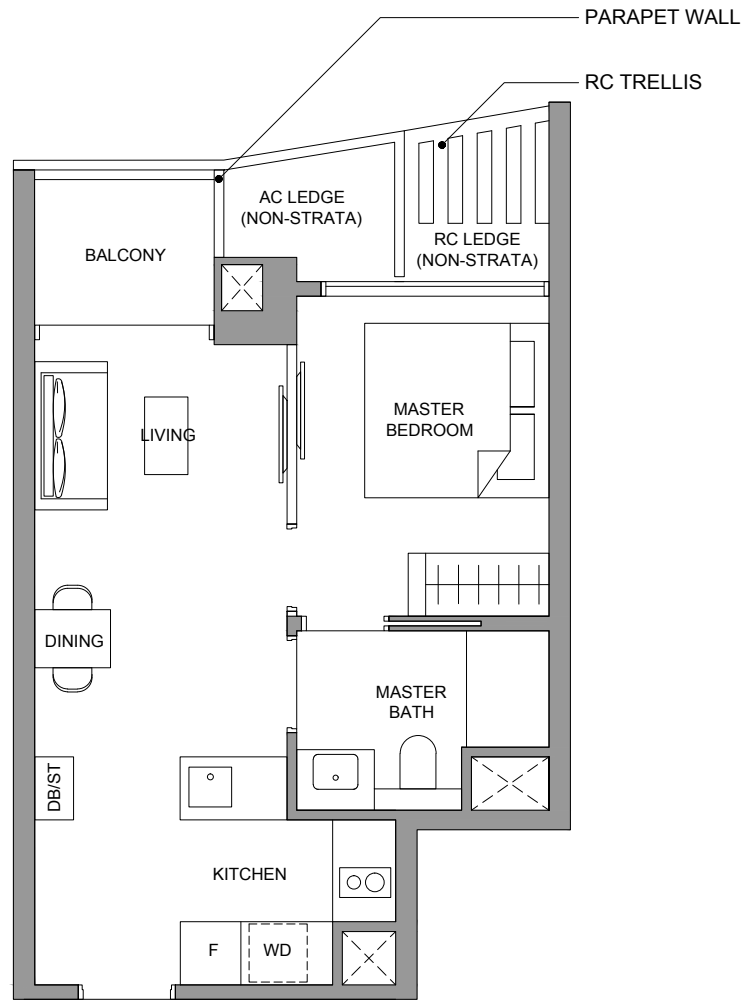 PARAPET WALL
RC TRELLIS
AC LEDGE
(NON-STRATA)
RC LEDGE
(NON-STRATA)
BALCONY
LIVING
MASTER
BEDROOM
DINING
MASTER
BATH
DB/ST
KITCHEN
F
WD